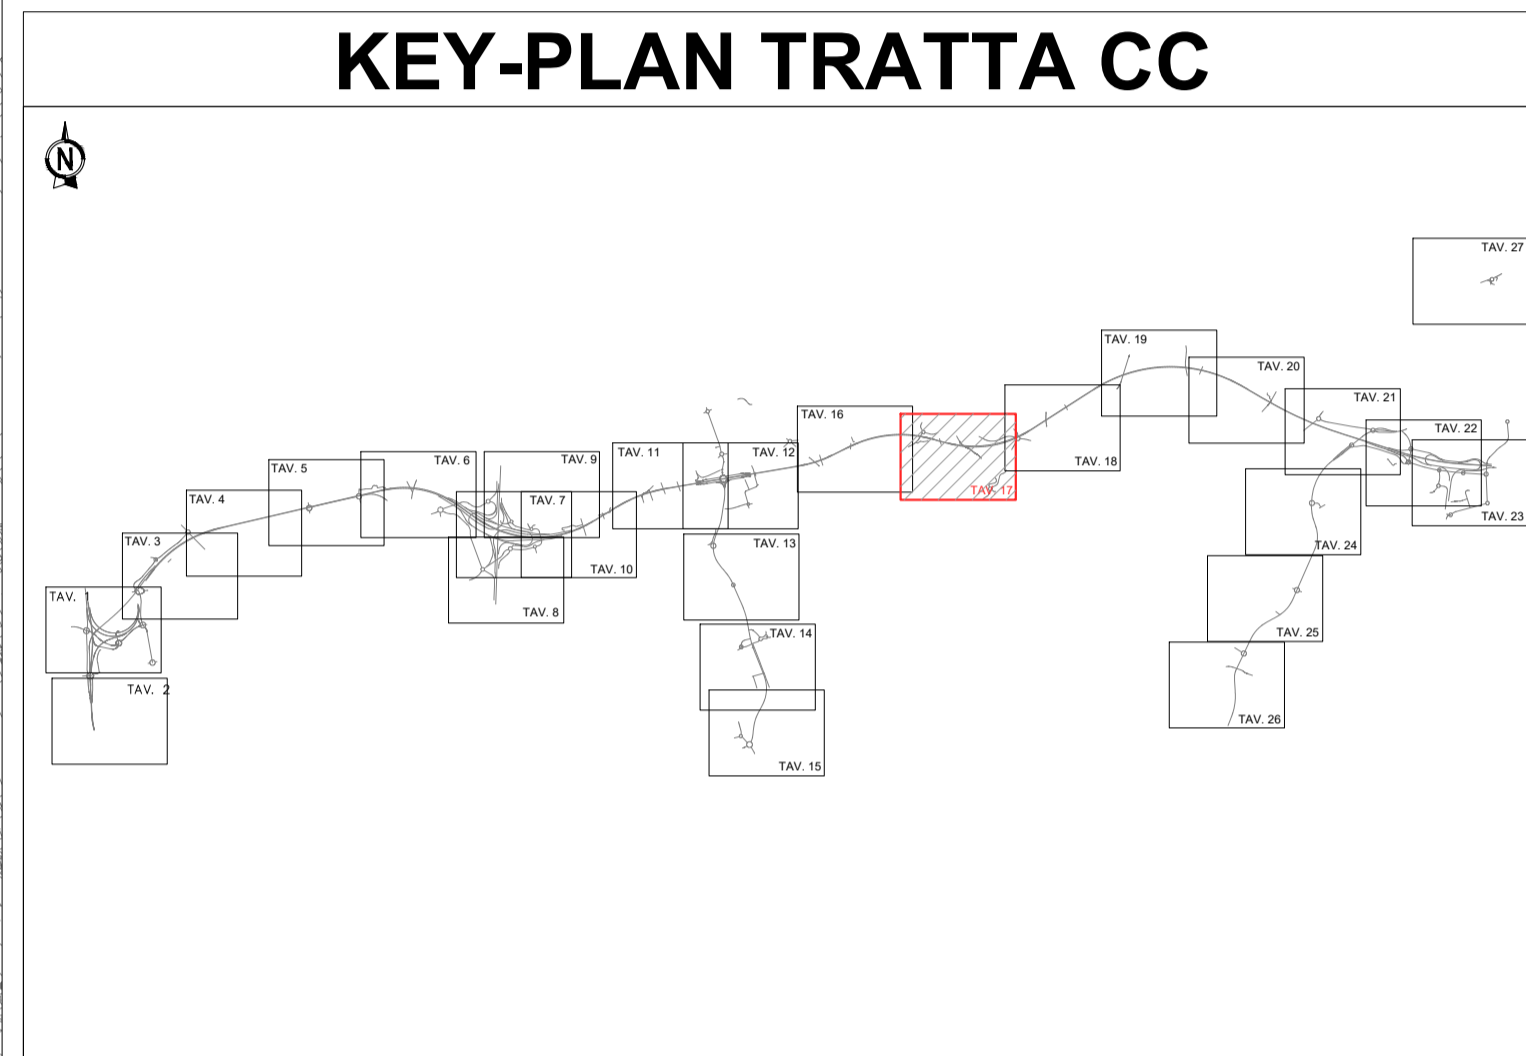 KEY-PLAN TRATTA CC
N
TAV. 27
TAV. 19
TAV. 20
TAV. 21
TAV. 16
TAV. 22
TAV. 11
TAV. 12
TAV. 6
TAV. 9
TAV. 18
TAV. 5
TAV. 17
TAV. 4
TAV. 7
TAV. 23
TAV. 3
TAV. 13
TAV. 24
TAV. 10
TAV. 1
TAV. 8
TAV. 14
TAV. 25
TAV. 2
TAV. 26
TAV. 15